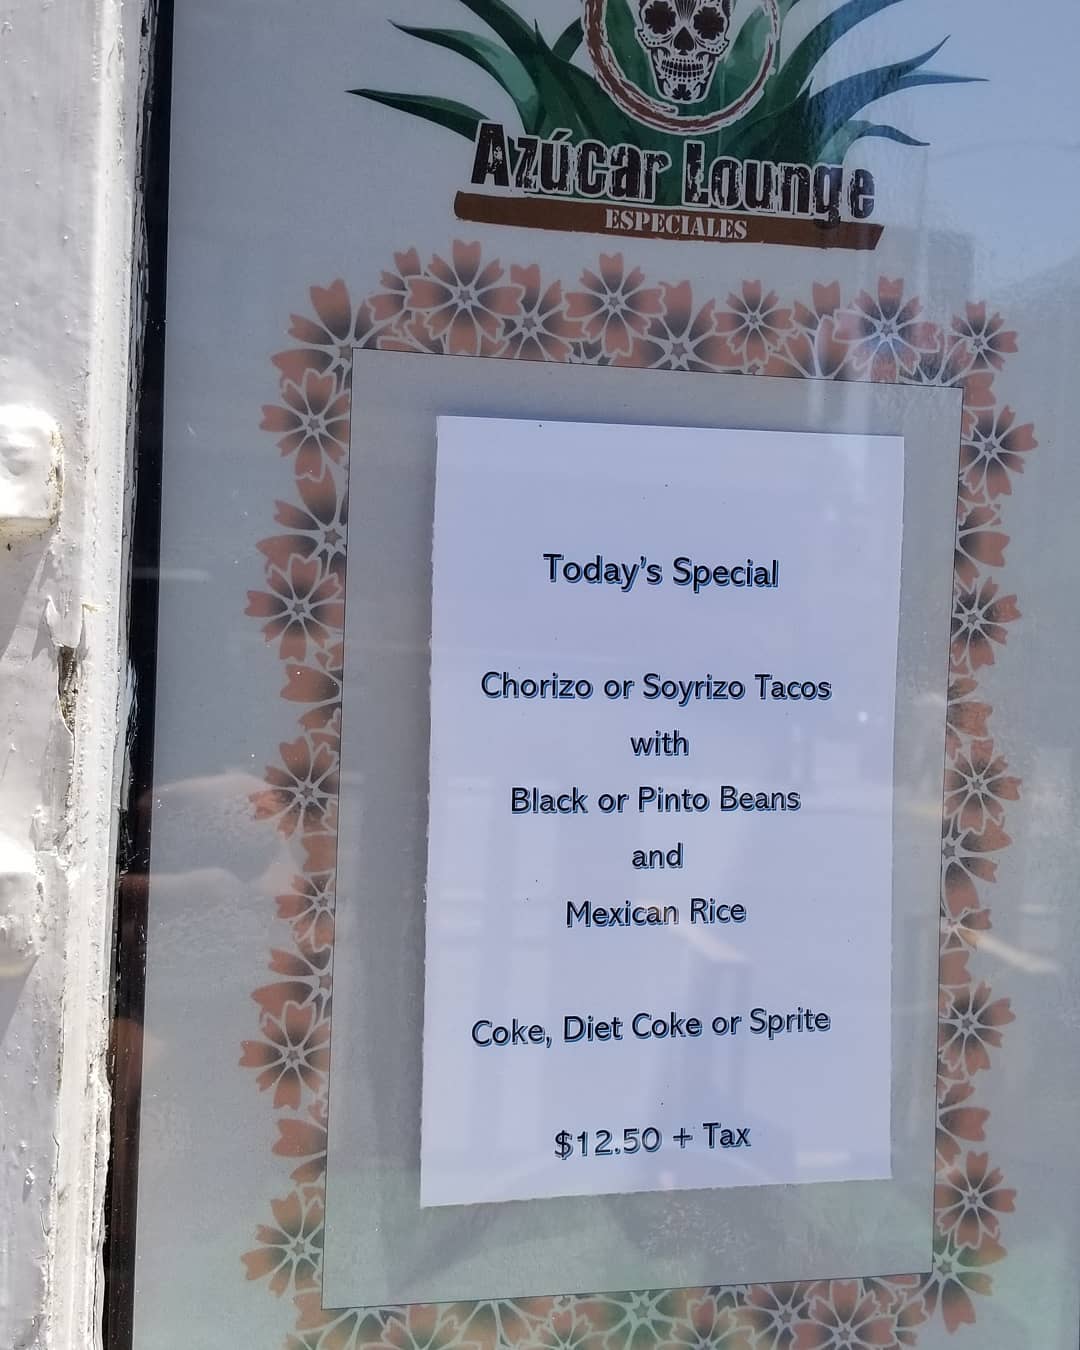 Azúcar Lounge
ESPECIALES
Today's Special
Chorizo or Soyrizo Tacos
with
Black or Pinto Beans
and
Mexican Rice
Coke, Diet Coke or Sprite
$12.50 + Tax